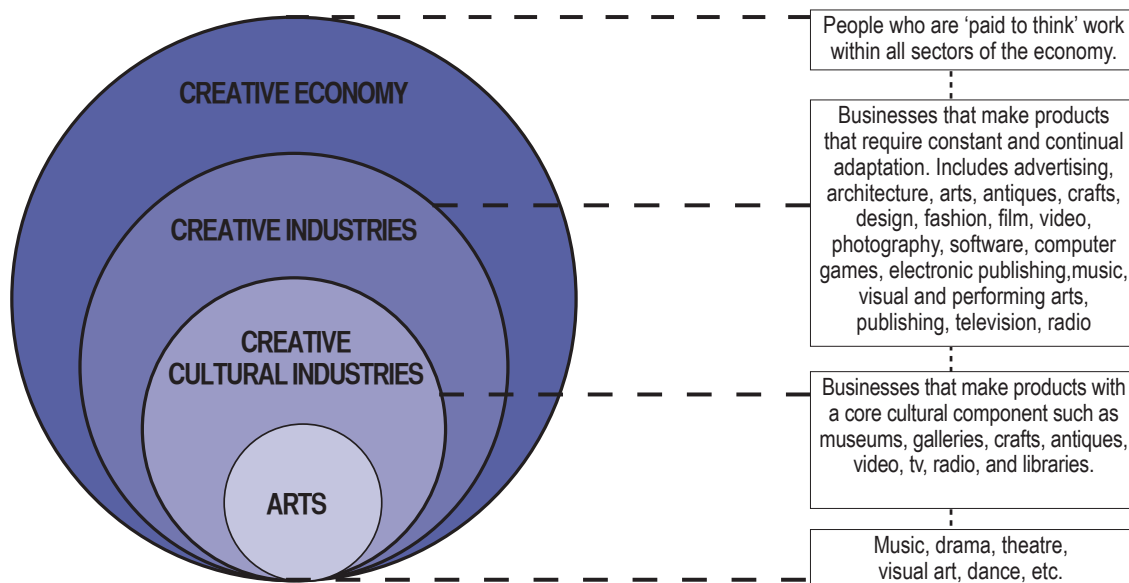 CREATIVE ECONOMY
CREATIVE INDUSTRIES
CREATIVE
CULTURAL INDUSTRIES
ARTS
People who are ‘paid to think’ work
within all sectors of the economy.
Businesses that make products
that require constant and continual
adaptation. Includes advertising,
architecture, arts, antiques, crafts,
design, fashion, film, video,
photography, software, computer
games, electronic publishing,music,
visual and performing arts,
publishing, television, radio
Businesses that make products with
a core cultural component such as
museums, galleries, crafts, antiques,
video, tv, radio, and libraries.
Music, drama, theatre,
visual art, dance, etc.